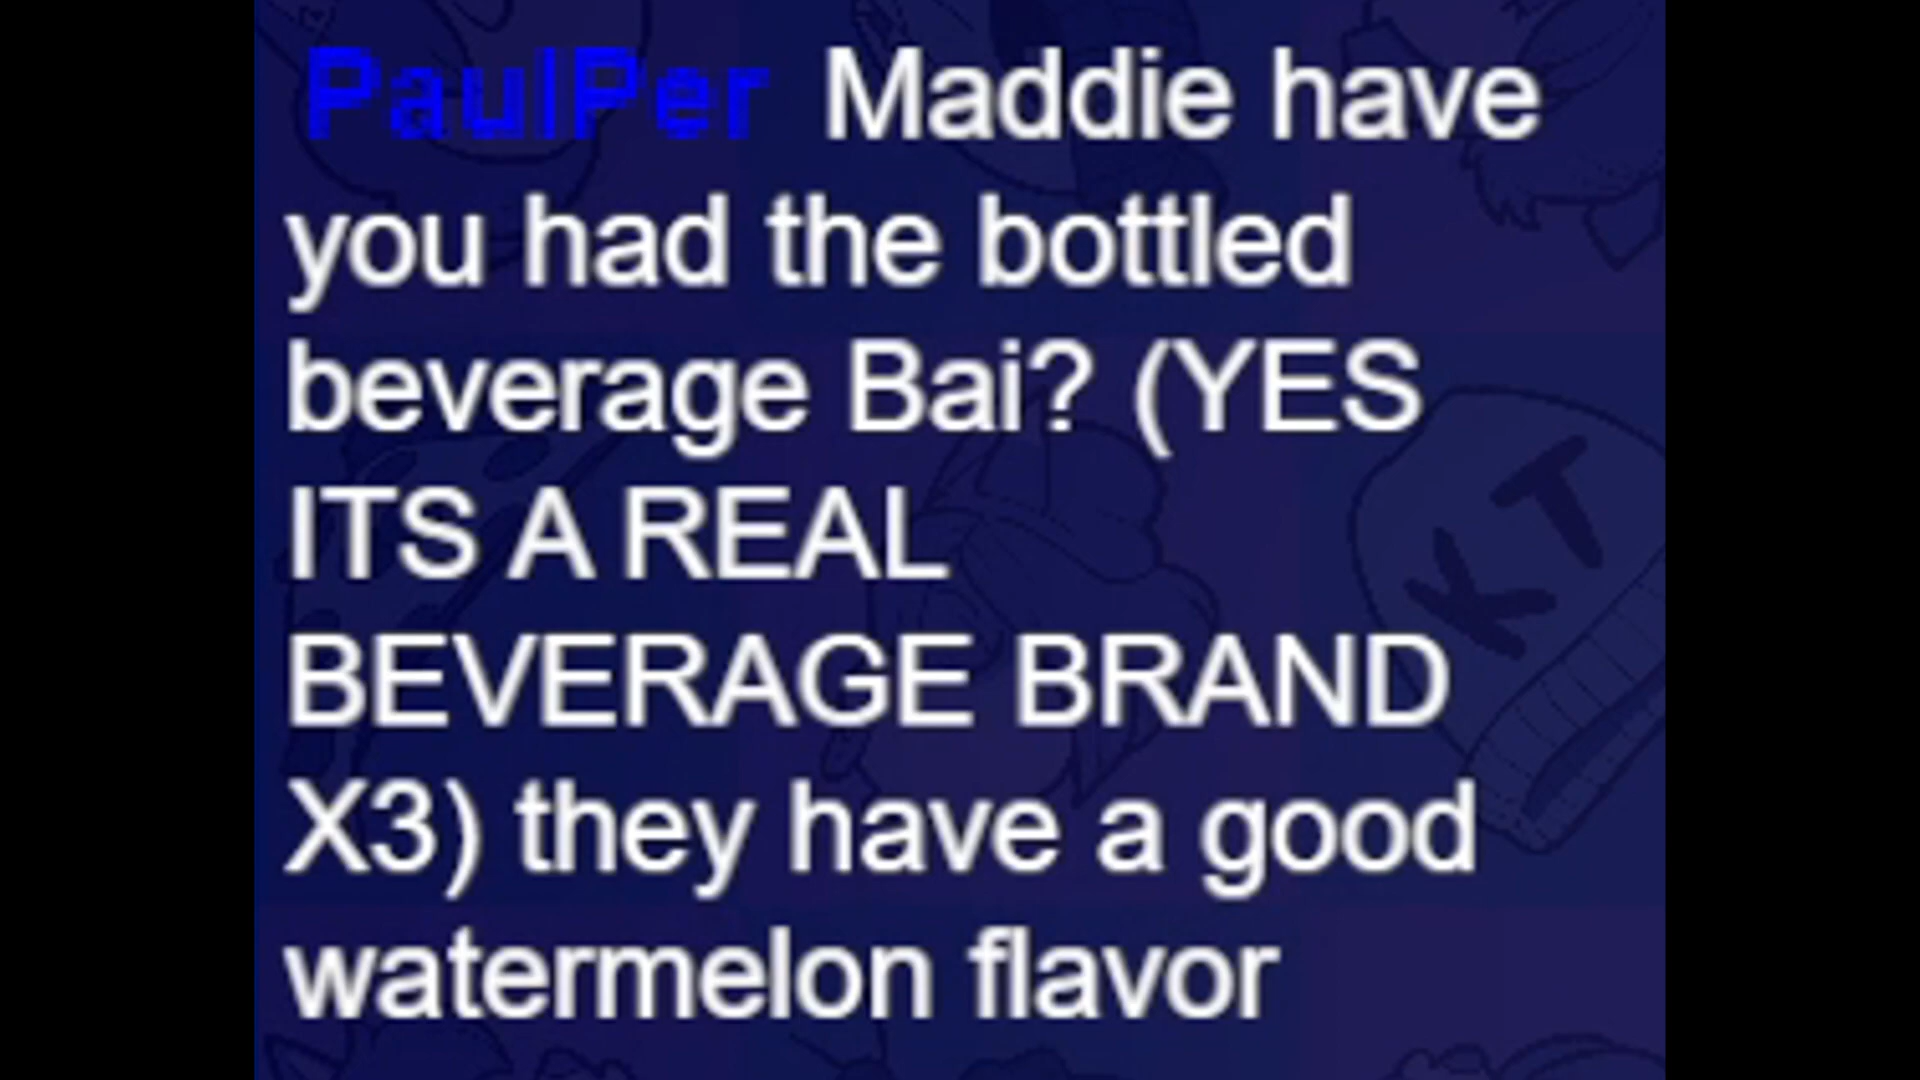 PaulPer Maddie have
you had the bottled
beverage Bai? (YES
ITS A REAL
BEVERAGE BRAND
X3) they have a good
watermelon flavor
KT